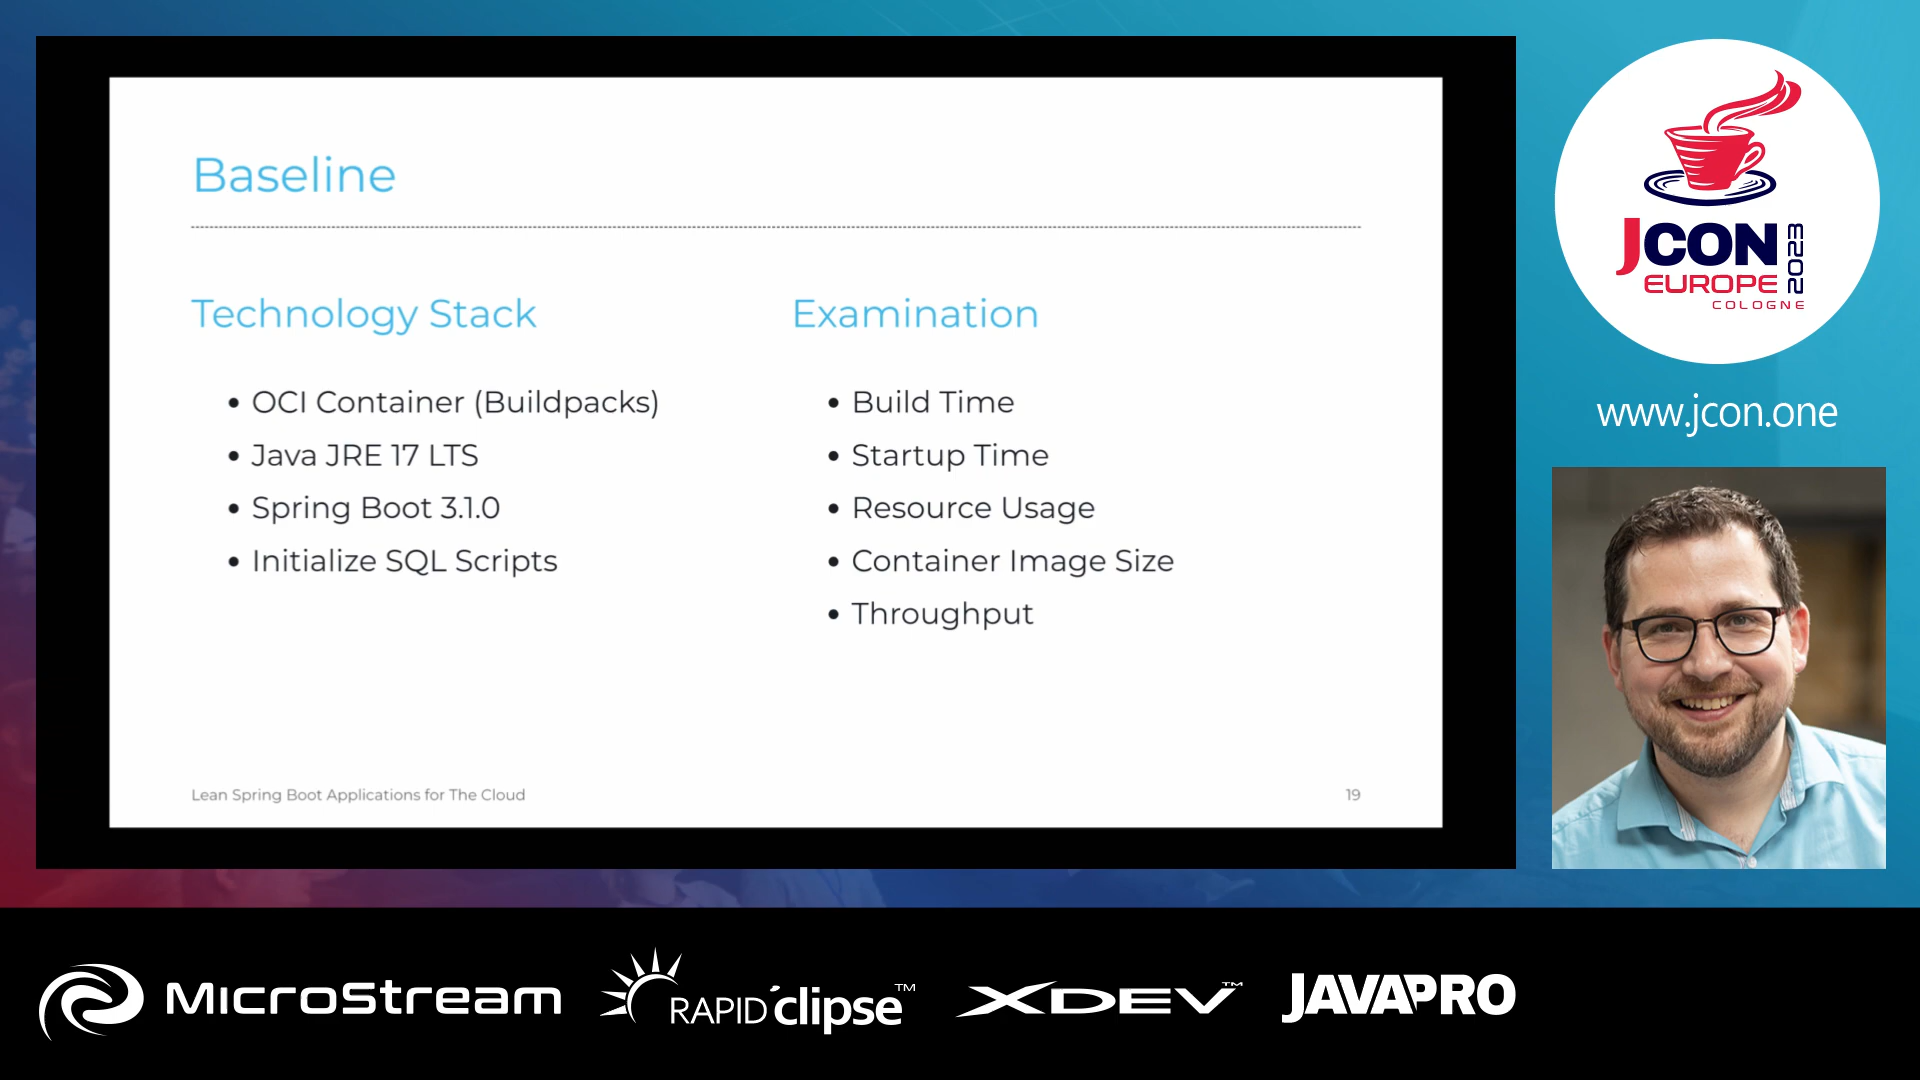 Baseline
Technology Stack
• OCI Container (Buildpacks)
• Java JRE 17 LTS
• Spring Boot 3.1.0
• Initialize SQL Scripts
Examination
• Build Time
• Startup Time
• Resource Usage
• Container Image Size
• Throughput
Lean Spring Boot Applications for The Cloud
19
JCON
2023
EUROPE
COLOGNE
www.jcon.one
MicroStream
RAPID clipse™
XDEV™
JAVAPRO